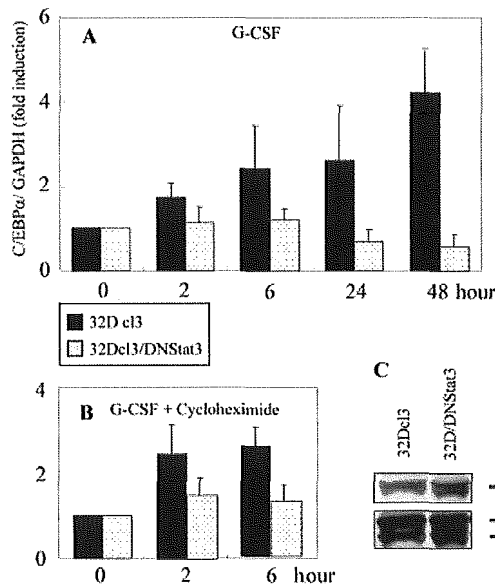 6
A
G-CSF
4
2
0
C/EBPα/ GAPDH (fold induction)
0 2 6 24 48 hour
32D cl3
32Dcl3/DNStat3
4
B
G-CSF + Cycloheximide
2
0
0 2 6 hour
C
32Dcl3
32D/DNStat3